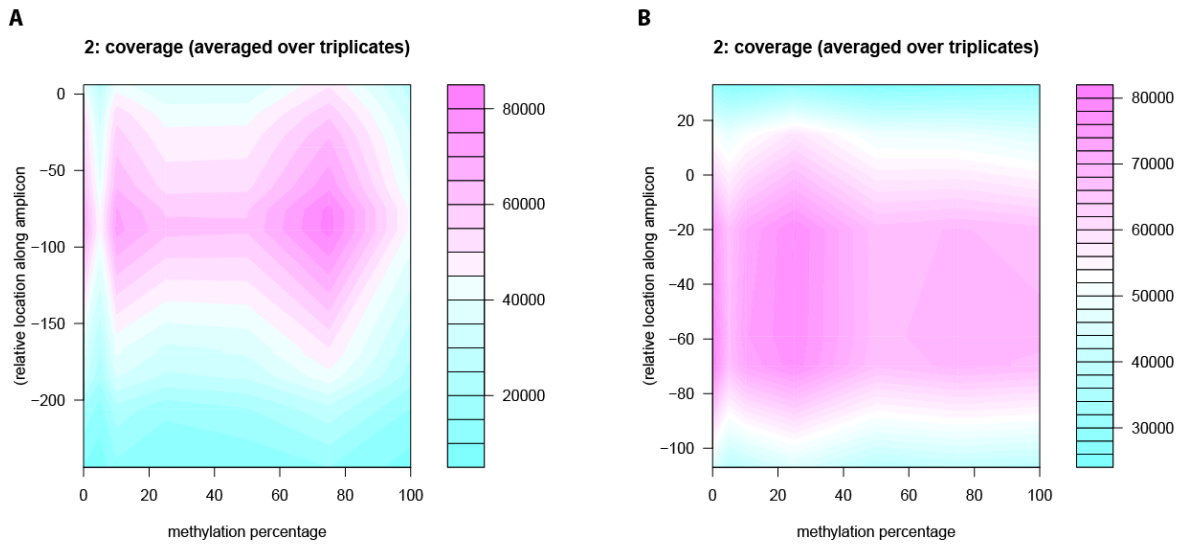 A
2: coverage (averaged over triplicates)
(relative location along amplicon
0
−50
−100
−150
−200
0 20 40 60 80 100
methylation percentage
80000
60000
40000
20000
B
2: coverage (averaged over triplicates)
(relative location along amplicon
20
0
−20
−40
−60
−80
−100
0 20 40 60 80 100
methylation percentage
80000
70000
60000
50000
40000
30000